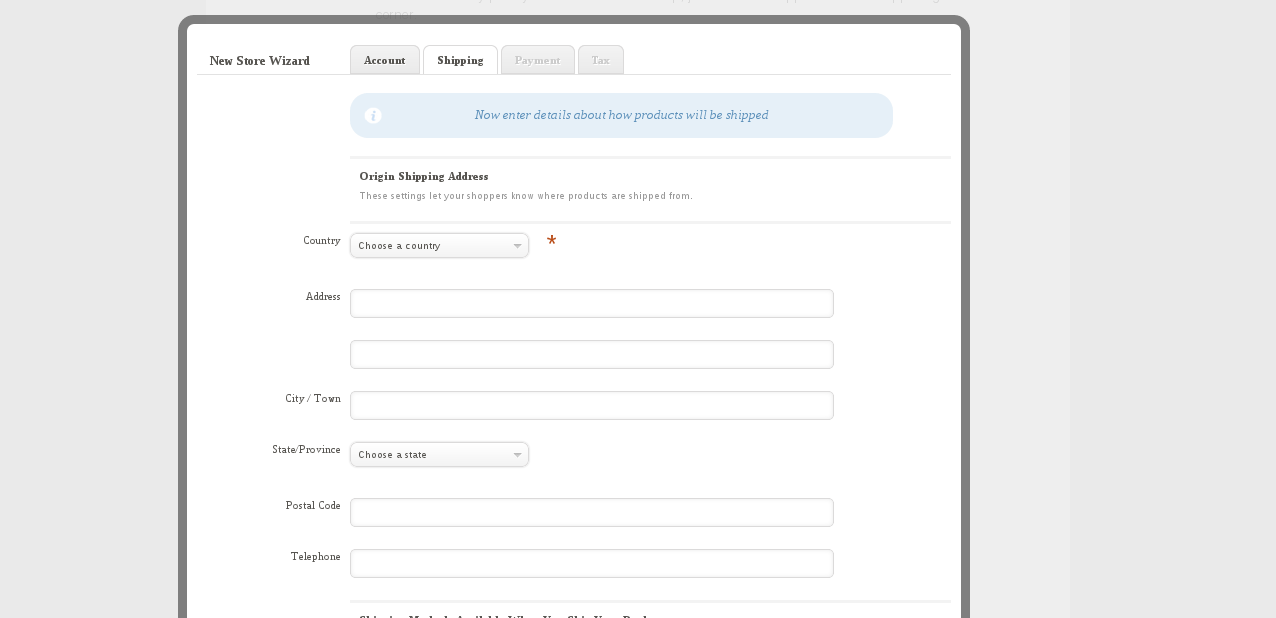 New Store Wizard
Account
Shipping
Payment
Tax
Now enter details about how products will be shipped
Origin Shipping Address
These settings let your shoppers know where products are shipped from.
Country
Choose a country
*
Address
City / Town
State/Province
Choose a state
Postal Code
Telephone